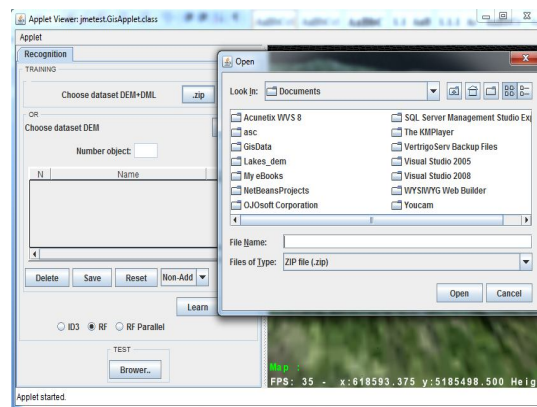 Applet Viewer: jmetest.GisApplet.class
Applet
Recognition
TRAINING
Choose dataset DEM+DML
.zip
OR
Choose dataset DEM
Number object:
N
Name
Delete
Save
Reset
Non-Add
Learn
ID3
RF
RF Parallel
TEST
Brower..
Applet started.
Open
Look In:
Documents
Acunetix WVS 8
asc
GisData
Lakes_dem
My eBooks
NetBeansProjects
OJOsoft Corporation
SQL Server Management Studio Exp
The KMPlayer
VertrigoServ Backup Files
Visual Studio 2005
Visual Studio 2008
WYSIWYG Web Builder
Youcam
File Name:
Files of Type:
ZIP file (.zip)
Open
Cancel
Map :
FPS: 35 - x:618593.375 y:5185498.500 Heig